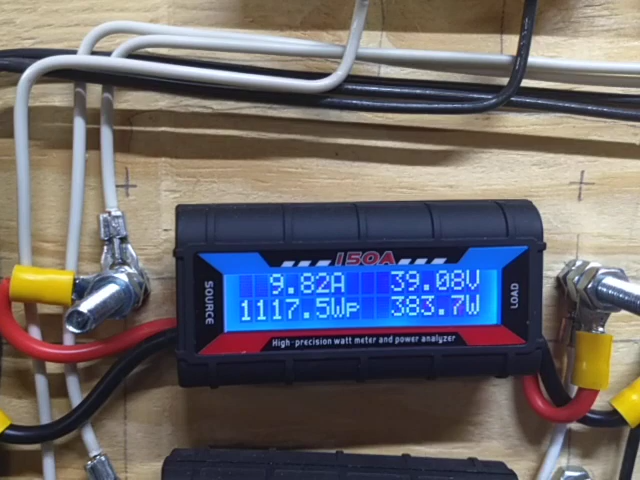 150A
9.82A 39.08V
1117.5Wp 383.7W
SOURCE
LOAD
High-precision watt meter and power analyzer